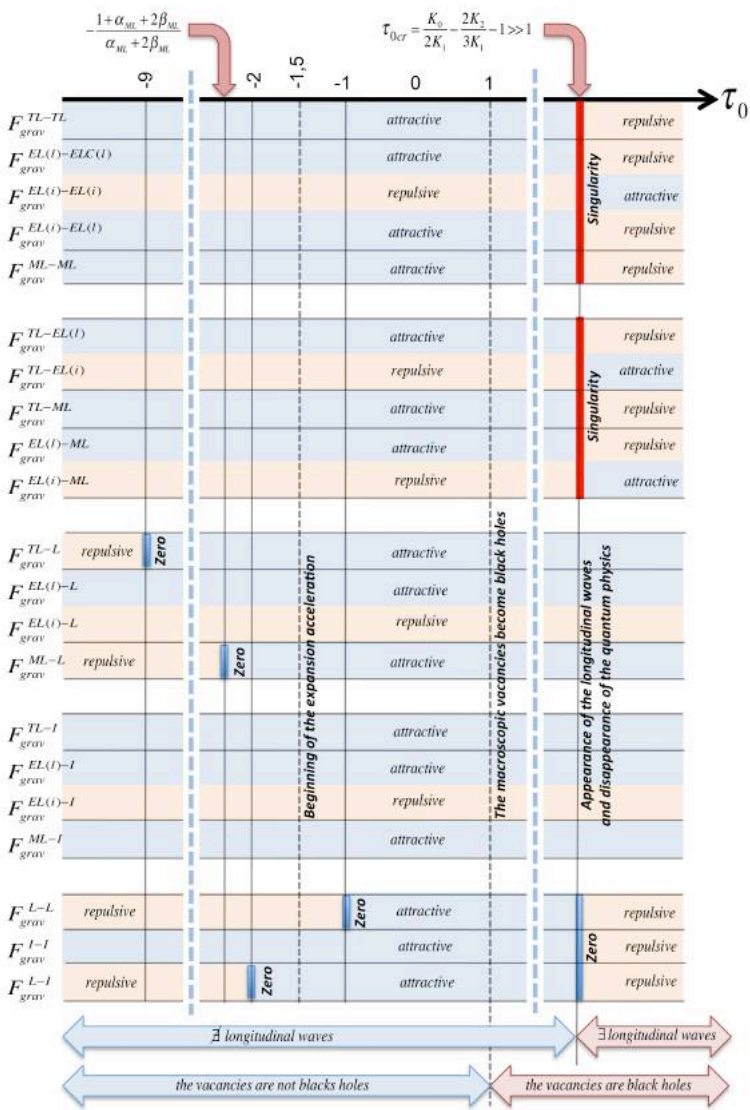 −(1+α_ML+2β_ML)/(α_ML+2β_ML)
τ_0cr = K_0/2K_1 − 2K_2/3K_1 − 1 >> 1
-9 -2 -1,5 -1 0 1 τ_0
F_grav^TL−TL attractive repulsive
F_grav^EL(l)−ELC(l) attractive repulsive
F_grav^EL(i)−EL(i) repulsive attractive
F_grav^EL(i)−EL(l) attractive repulsive
F_grav^ML−ML attractive repulsive
Singularity
F_grav^TL−EL(l) attractive repulsive
F_grav^TL−EL(i) repulsive attractive
F_grav^TL−ML attractive repulsive
F_grav^EL(l)−ML attractive repulsive
F_grav^EL(i)−ML repulsive attractive
Singularity
F_grav^TL−L repulsive Zero attractive
F_grav^EL(l)−L attractive
F_grav^EL(i)−L repulsive
F_grav^ML−L repulsive Zero attractive
F_grav^TL−I attractive
F_grav^EL(l)−I attractive
F_grav^EL(i)−I repulsive
F_grav^ML−I attractive
Beginning of the expansion acceleration
The macroscopic vacancies become black holes
Appearance of the longitudinal waves
and disappearance of the quantum physics
F_grav^L−L repulsive Zero attractive repulsive
F_grav^I−I attractive Zero repulsive
F_grav^L−I repulsive Zero attractive repulsive
∄ longitudinal waves ∃ longitudinal waves
the vacancies are not blacks holes the vacancies are black holes